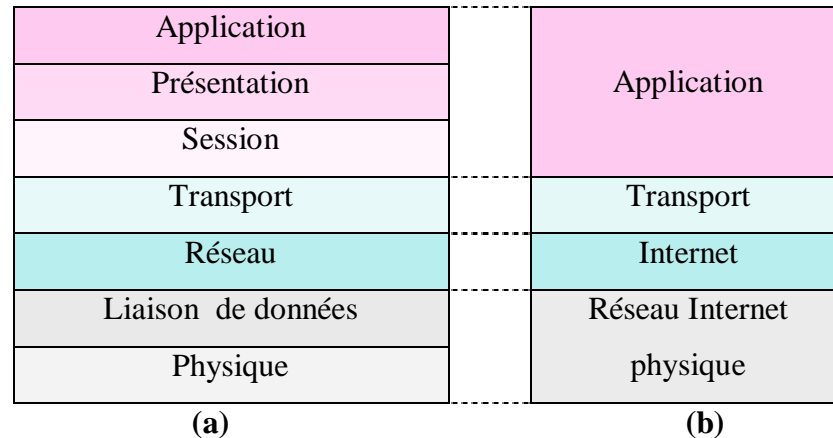 Application
Présentation
Session
Transport
Réseau
Liaison de données
Physique
(a)
Application
Transport
Internet
Réseau Internet
physique
(b)